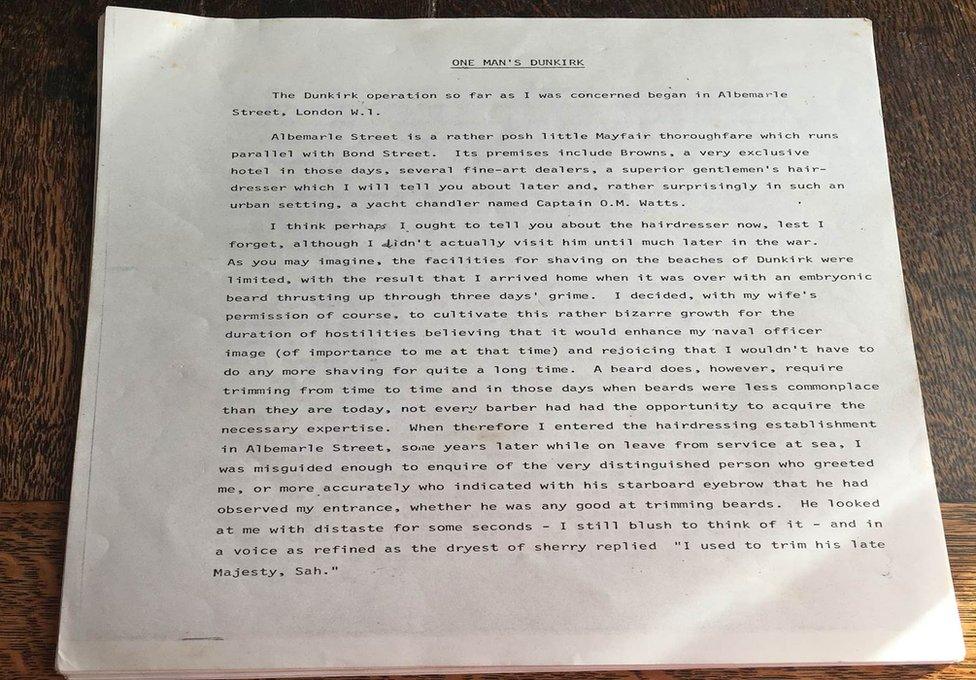 ONE MAN'S DUNKIRK
The Dunkirk operation so far as I was concerned began in Albemarle
Street, London W.1.
Albemarle Street is a rather posh little Mayfair thoroughfare which runs
parallel with Bond Street. Its premises include Browns, a very exclusive
hotel in those days, several fine-art dealers, a superior gentlemen's hair-
dresser which I will tell you about later and, rather surprisingly in such an
urban setting, a yacht chandler named Captain O.M. Watts.
I think perhaps I ought to tell you about the hairdresser now, lest I
forget, although I didn't actually visit him until much later in the war.
As you may imagine, the facilities for shaving on the beaches of Dunkirk were
limited, with the result that I arrived home when it was over with an embryonic
beard thrusting up through three days' grime. I decided, with my wife's
permission of course, to cultivate this rather bizarre growth for the
duration of hostilities believing that it would enhance my naval officer
image (of importance to me at that time) and rejoicing that I wouldn't have to
do any more shaving for quite a long time. A beard does, however, require
trimming from time to time and in those days when beards were less commonplace
than they are today, not every barber had had the opportunity to acquire the
necessary expertise. When therefore I entered the hairdressing establishment
in Albemarle Street, some years later while on leave from service at sea, I
was misguided enough to enquire of the very distinguished person who greeted
me, or more accurately who indicated with his starboard eyebrow that he had
observed my entrance, whether he was any good at trimming beards. He looked
at me with distaste for some seconds - I still blush to think of it - and in
a voice as refined as the dryest of sherry replied "I used to trim his late
Majesty, Sah."